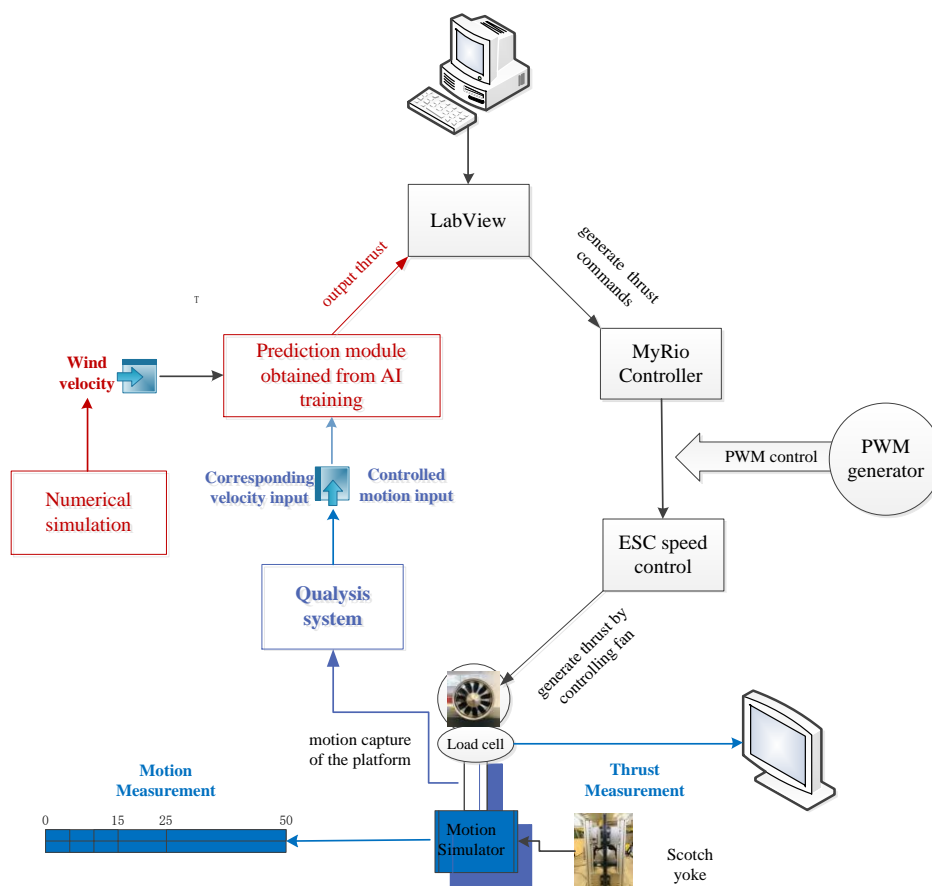 LabView
generate thrust
commands
output thrust
T
Prediction module
obtained from AI
training
Wind
velocity
MyRio
Controller
PWM control
PWM
generator
Corresponding
velocity input
Controlled
motion input
Numerical
simulation
ESC speed
control
Qualysis
system
generate thrust by
controlling fan
Load cell
motion capture
of the platform
Motion
Measurement
Thrust
Measurement
0 15 25 50
Motion
Simulator
Scotch
yoke